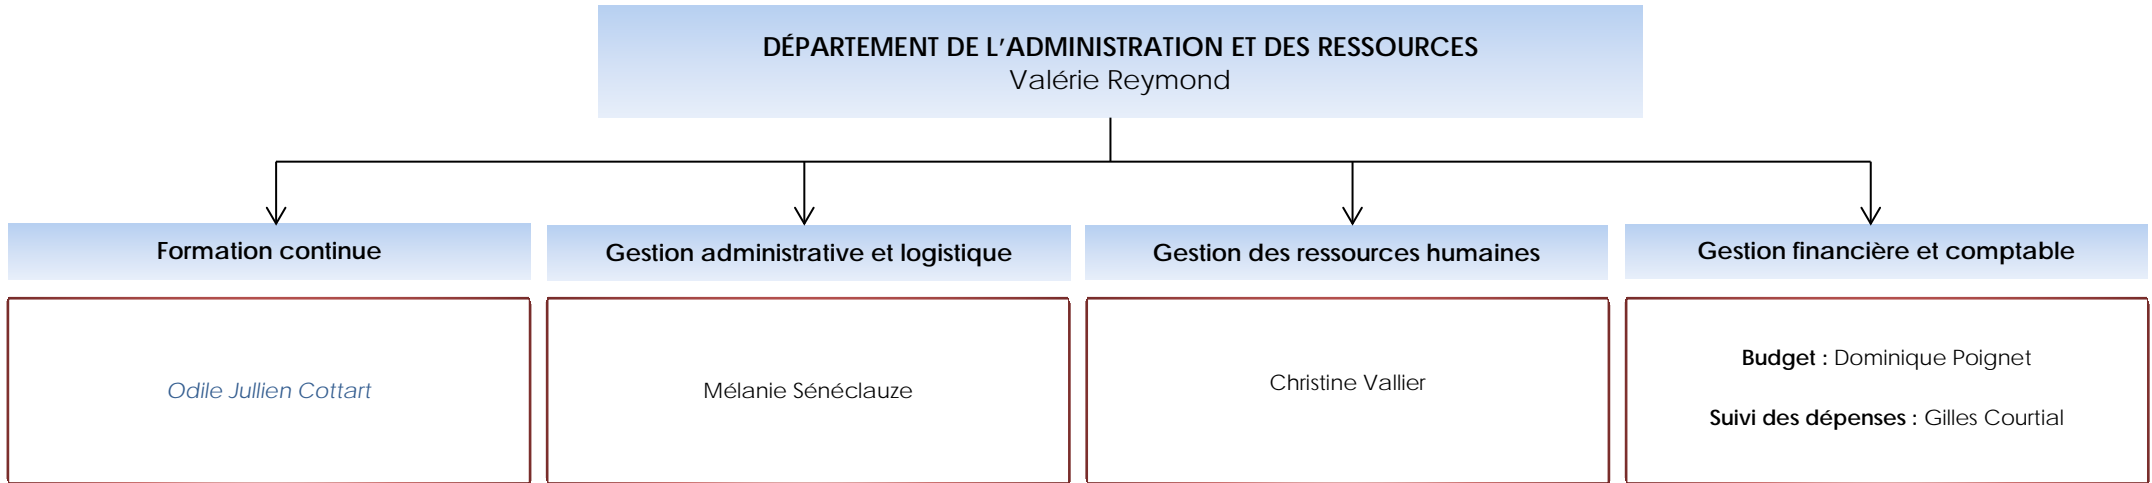 DÉPARTEMENT DE L’ADMINISTRATION ET DES RESSOURCES
Valérie Reymond
Formation continue
Gestion administrative et logistique
Gestion des ressources humaines
Gestion financière et comptable
Odile Jullien Cottart
Mélanie Sénéclauze
Christine Vallier
Budget : Dominique Poignet
Suivi des dépenses : Gilles Courtial